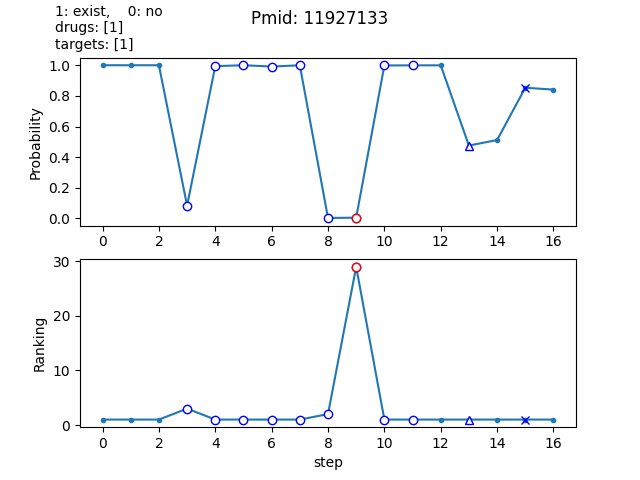 1: exist,    0: no
drugs: [1]
targets: [1]
Pmid: 11927133
Probability
1.0
0.8
0.6
0.4
0.2
0.0
0 2 4 6 8 10 12 14 16
Ranking
30
20
10
0
0 2 4 6 8 10 12 14 16
step